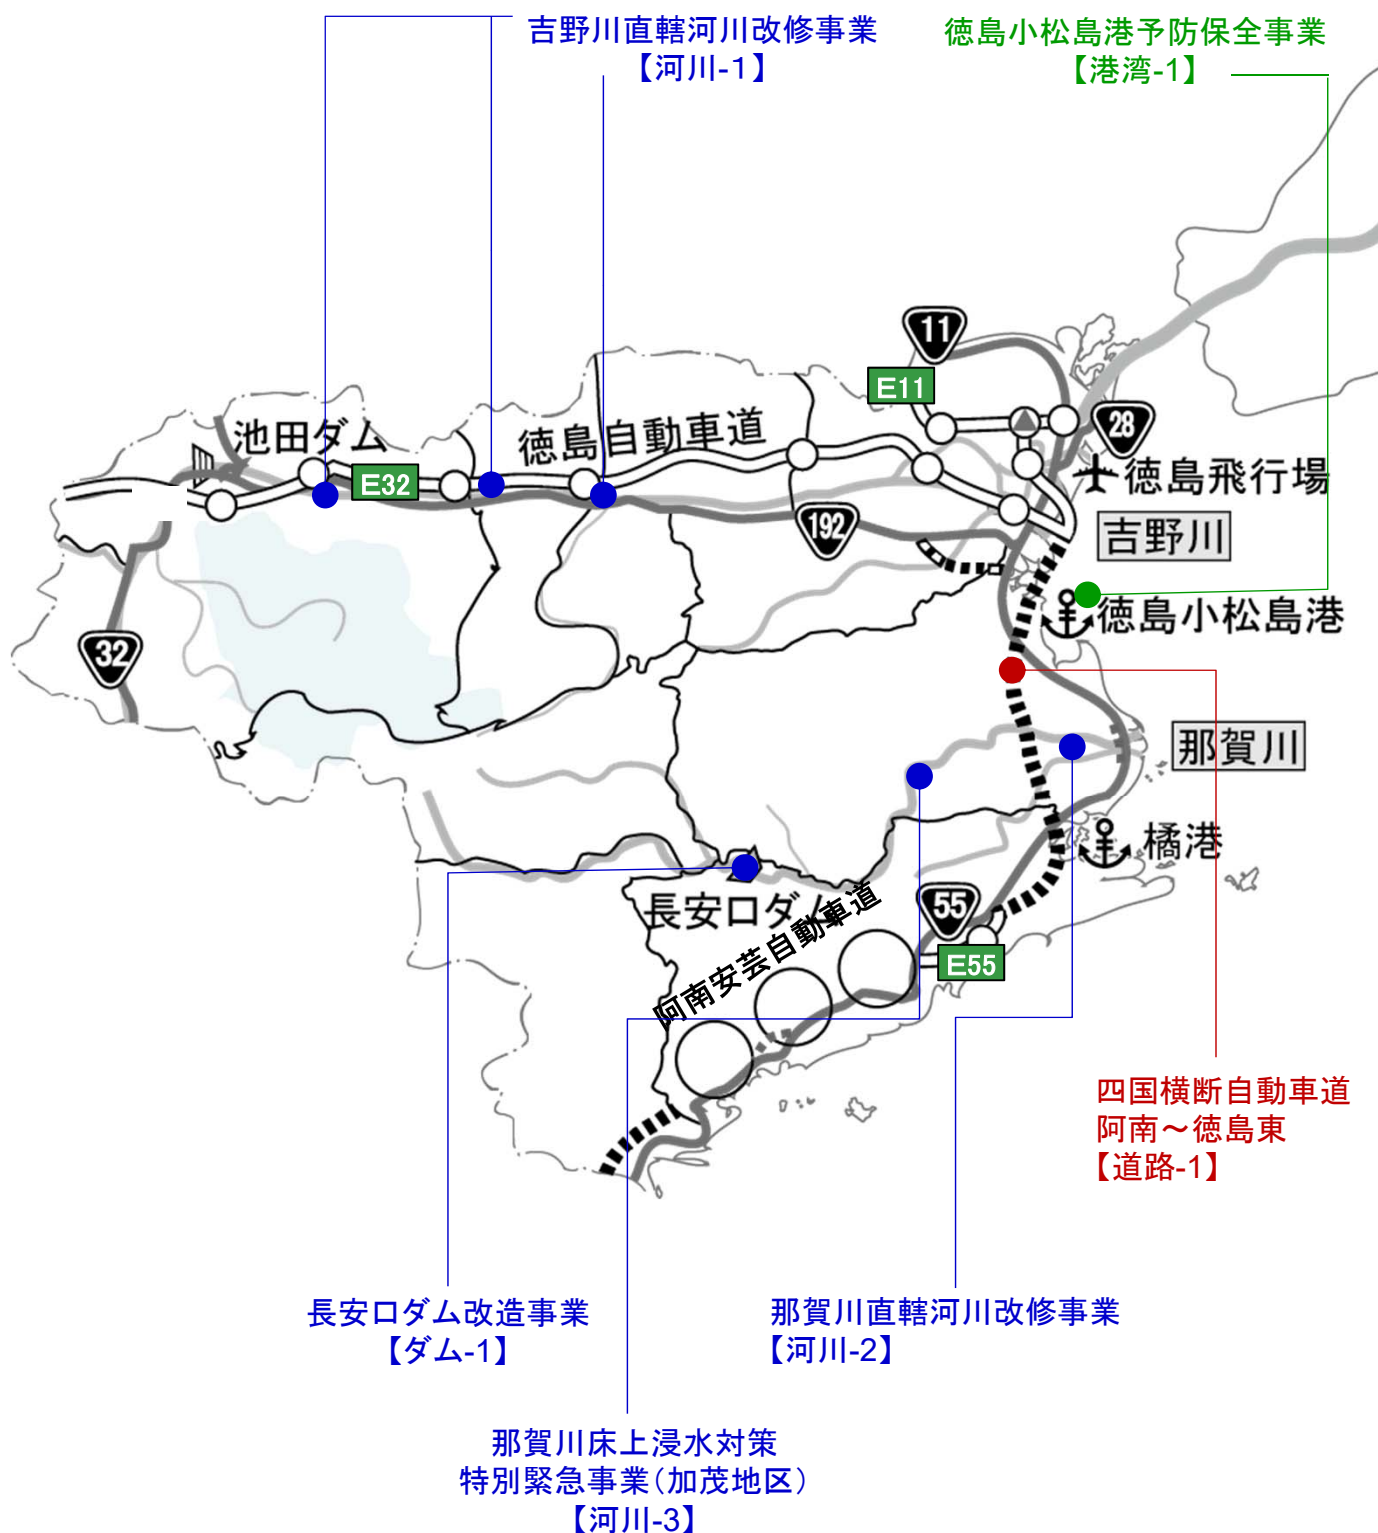 吉野川直轄河川改修事業
【河川-1】
徳島小松島港予防保全事業
【港湾-1】
11
E11
28
池田ダム
徳島自動車道
E32
徳島飛行場
192
吉野川
徳島小松島港
32
那賀川
橘港
長安口ダム
55
阿南安芸自動車道
E55
四国横断自動車道
阿南～徳島東
【道路-1】
長安口ダム改造事業
【ダム-1】
那賀川直轄河川改修事業
【河川-2】
那賀川床上浸水対策
特別緊急事業（加茂地区）
【河川-3】